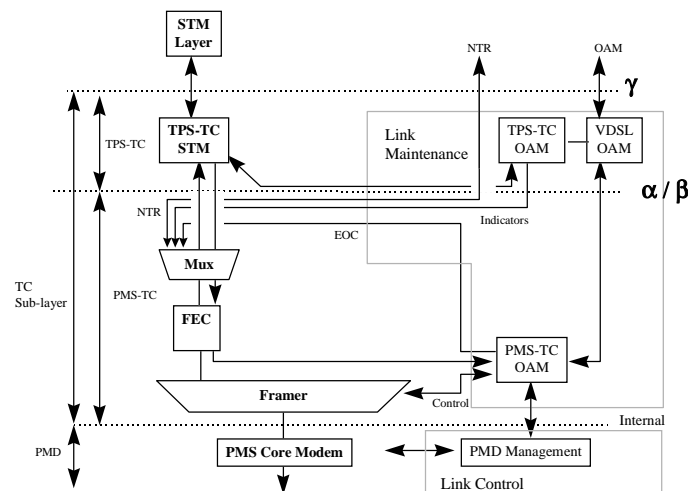 STM
Layer
NTR
OAM
γ
TPS-TC
TPS-TC
STM
Link
Maintenance
TPS-TC
OAM
VDSL
OAM
α / β
NTR
Indicators
EOC
Mux
TC
Sub-layer
PMS-TC
FEC
PMS-TC
OAM
Framer
Control
Internal
PMD
PMS Core Modem
PMD Management
Link Control